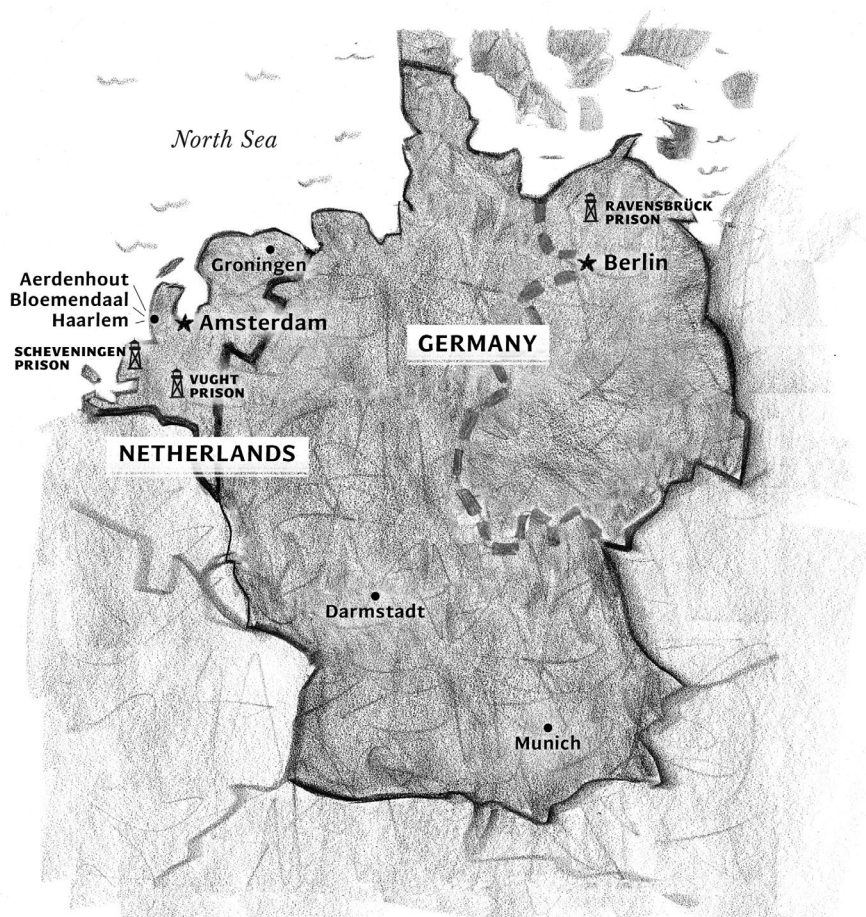 North Sea
RAVENSBRÜCK
PRISON
Groningen
Berlin
Aerdenhout
Bloemendaal
Haarlem
Amsterdam
GERMANY
SCHEVENINGEN
PRISON
VUGHT
PRISON
NETHERLANDS
Darmstadt
Munich